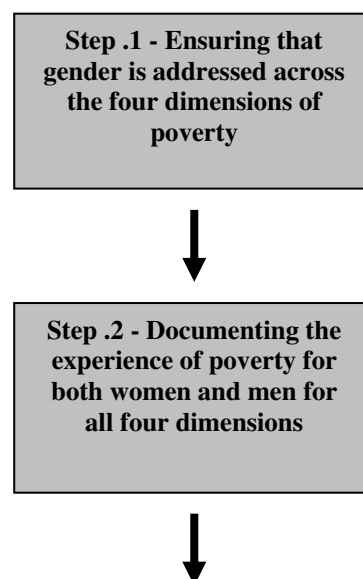 Step .1 - Ensuring that
gender is addressed across
the four dimensions of
poverty
Step .2 - Documenting the
experience of poverty for
both women and men for
all four dimensions